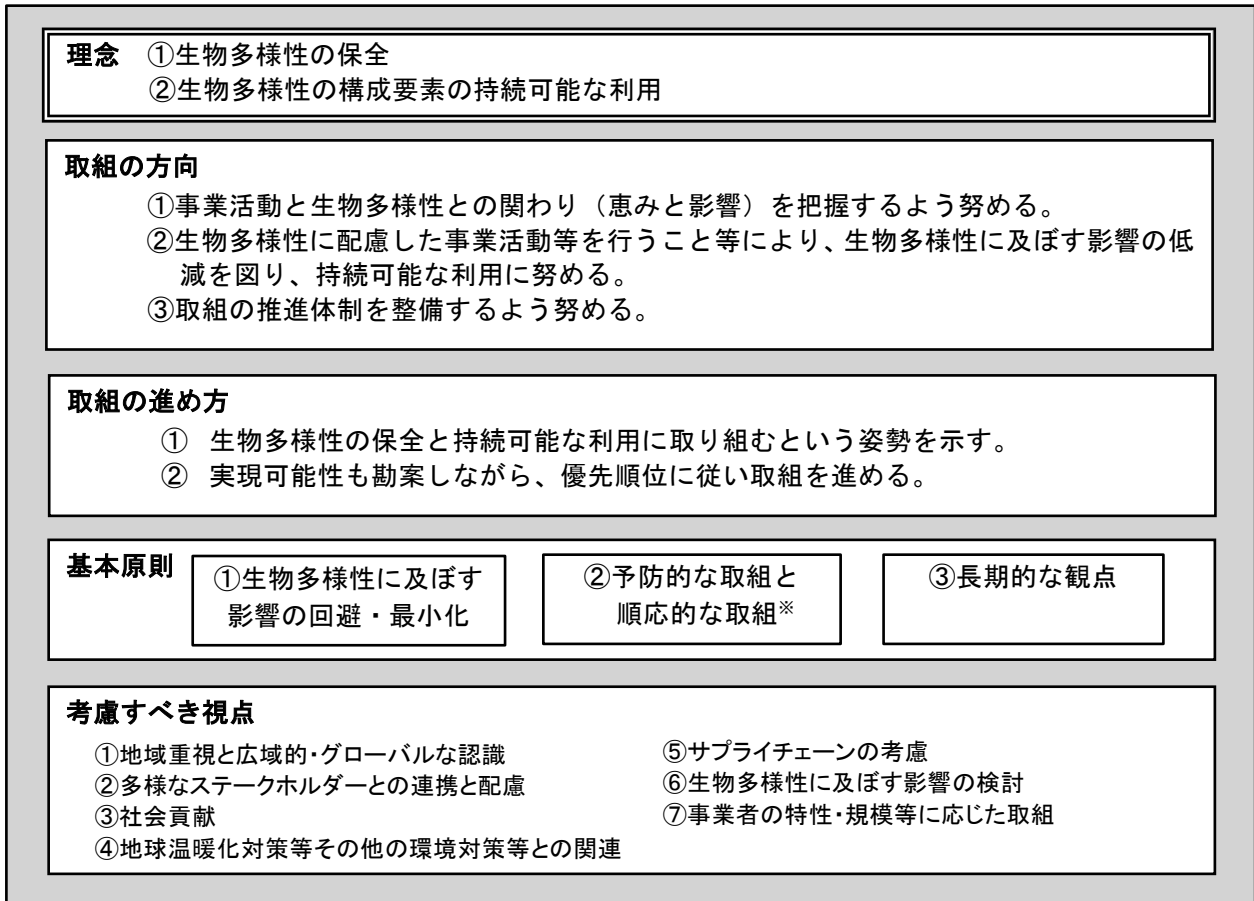 理念 ①生物多様性の保全
②生物多様性の構成要素の持続可能な利用
取組の方向
①事業活動と生物多様性との関わり（恵みと影響）を把握するよう努める。
②生物多様性に配慮した事業活動等を行うこと等により、生物多様性に及ぼす影響の低
減を図り、持続可能な利用に努める。
③取組の推進体制を整備するよう努める。
取組の進め方
① 生物多様性の保全と持続可能な利用に取り組むという姿勢を示す。
② 実現可能性も勘案しながら、優先順位に従い取組を進める。
基本原則
①生物多様性に及ぼす
影響の回避・最小化
②予防的な取組と
順応的な取組※
③長期的な観点
考慮すべき視点
①地域重視と広域的・グローバルな認識
②多様なステークホルダーとの連携と配慮
③社会貢献
④地球温暖化対策等その他の環境対策等との関連
⑤サプライチェーンの考慮
⑥生物多様性に及ぼす影響の検討
⑦事業者の特性・規模等に応じた取組